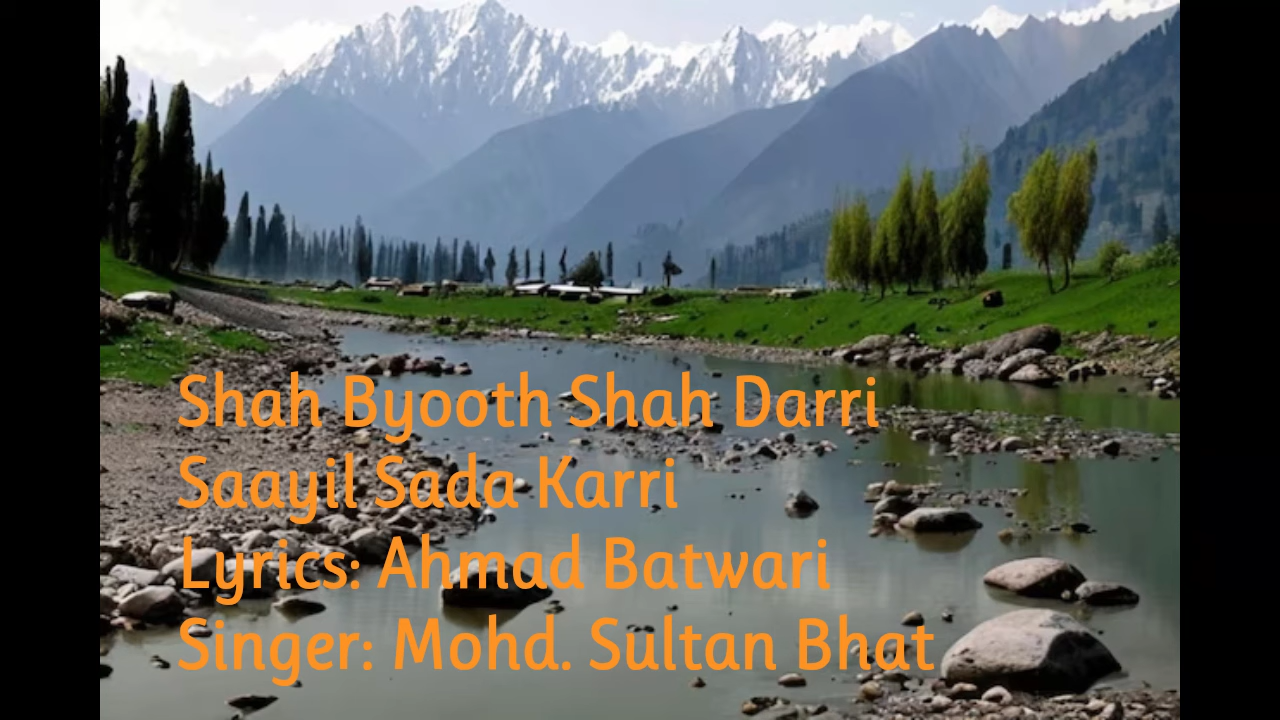 Shah Byooth Shah Darri
Saayil Sada Karri
Lyrics: Ahmad Batwari
Singer: Mohd. Sultan Bhat